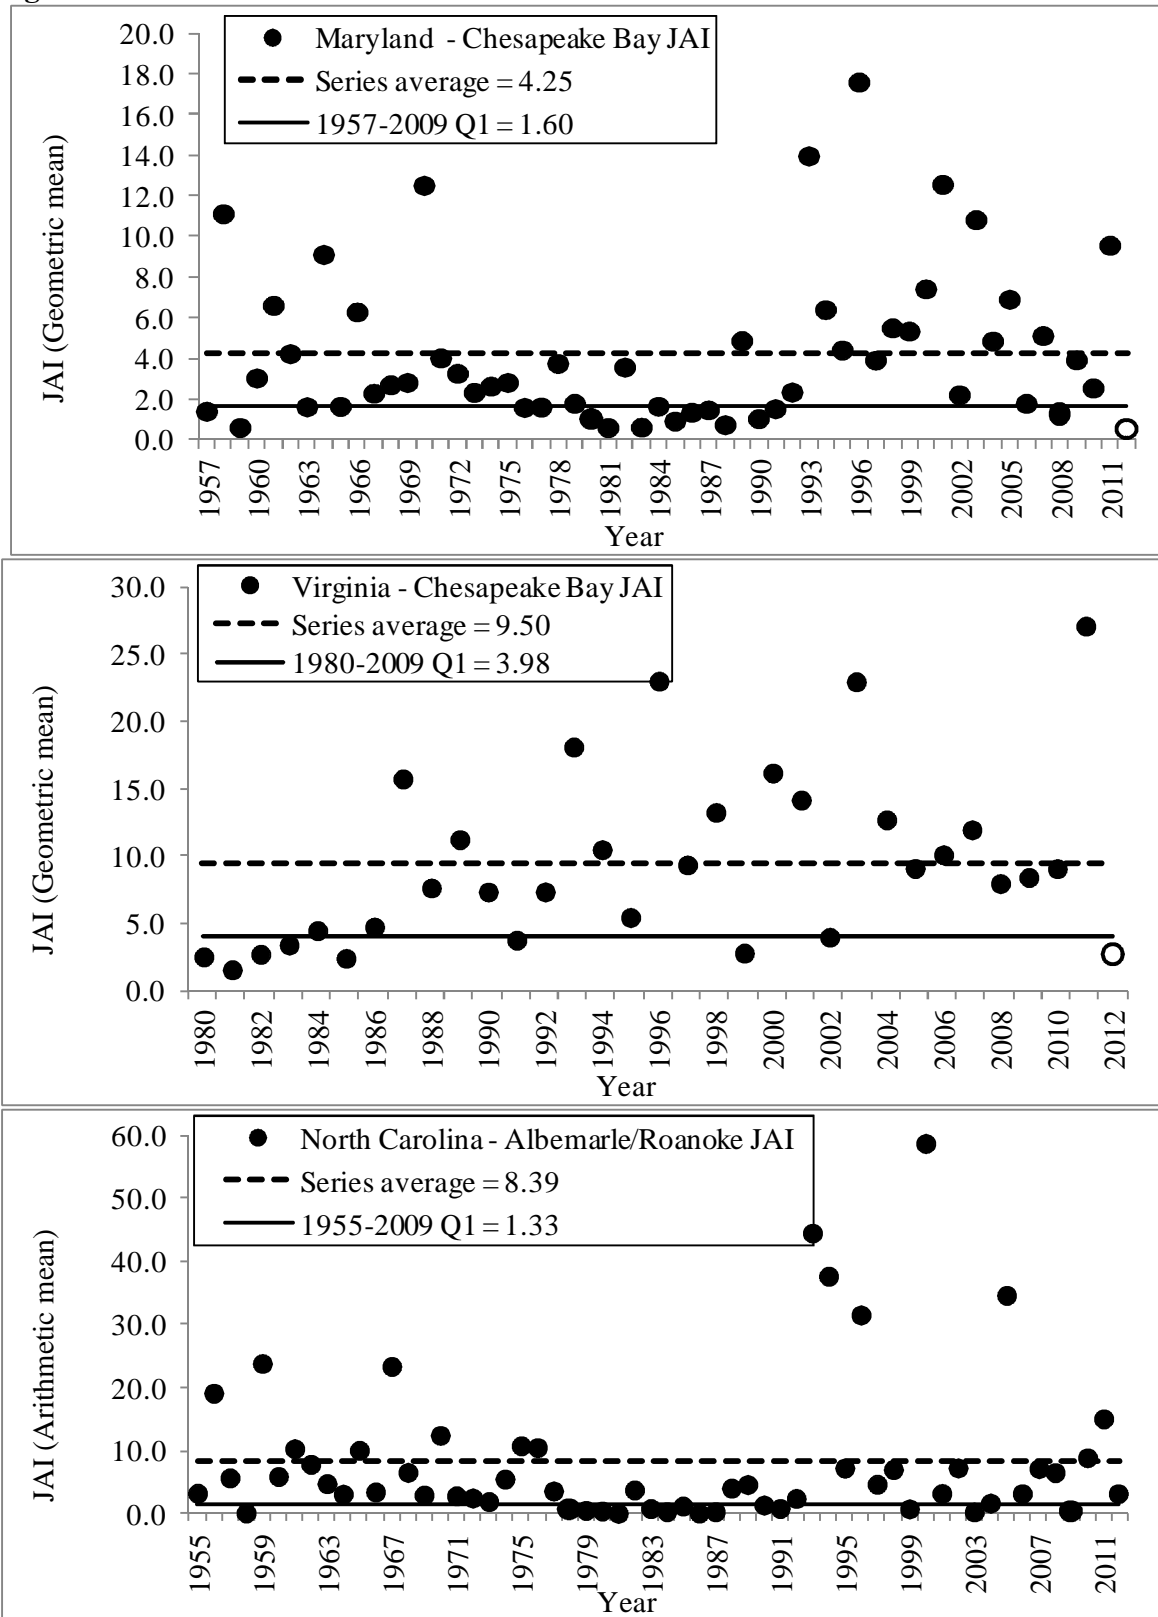 Maryland - Chesapeake Bay JAI
Series average = 4.25
1957-2009 Q1 = 1.60
JAI (Geometric mean)
20.0
18.0
16.0
14.0
12.0
10.0
8.0
6.0
4.0
2.0
0.0
1957 1960 1963 1966 1969 1972 1975 1978 1981 1984 1987 1990 1993 1996 1999 2002 2005 2008 2011
Year
Virginia - Chesapeake Bay JAI
Series average = 9.50
1980-2009 Q1 = 3.98
JAI (Geometric mean)
30.0
25.0
20.0
15.0
10.0
5.0
0.0
1980 1982 1984 1986 1988 1990 1992 1994 1996 1998 2000 2002 2004 2006 2008 2010 2012
Year
North Carolina - Albemarle/Roanoke JAI
Series average = 8.39
1955-2009 Q1 = 1.33
JAI (Arithmetic mean)
60.0
50.0
40.0
30.0
20.0
10.0
0.0
1955 1959 1963 1967 1971 1975 1979 1983 1987 1991 1995 1999 2003 2007 2011
Year